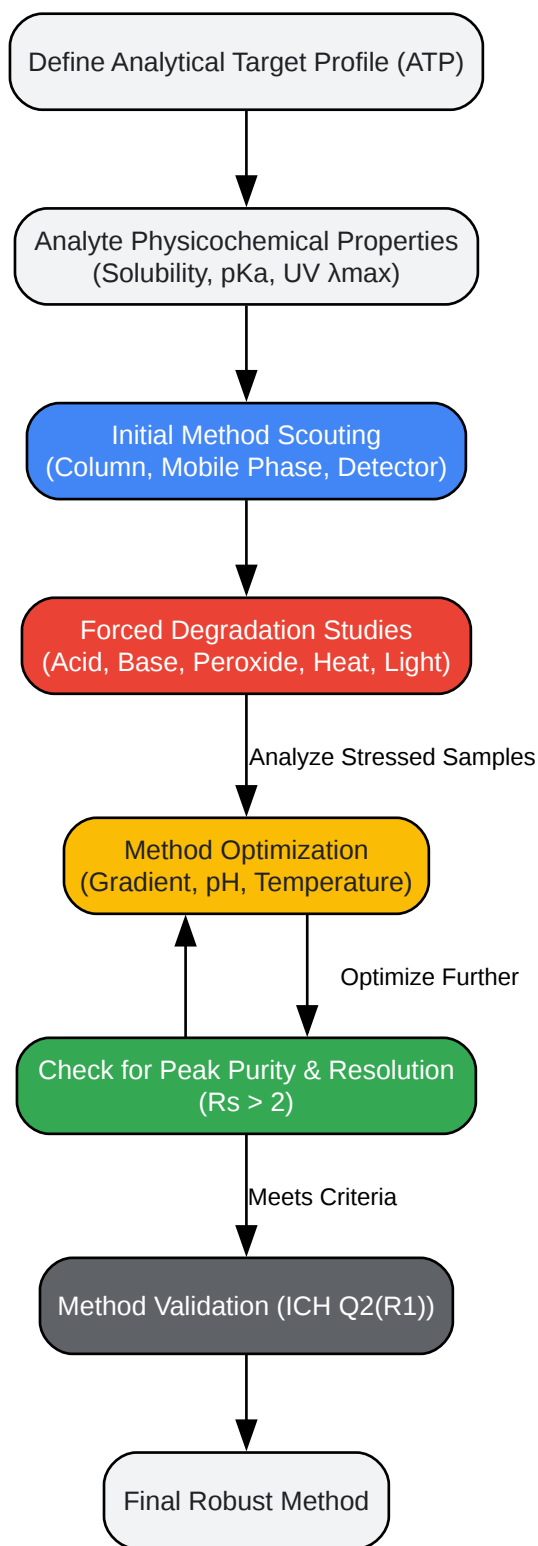 Define Analytical Target Profile (ATP)
Analyte Physicochemical Properties
(Solubility, pKa, UV λmax)
Initial Method Scouting
(Column, Mobile Phase, Detector)
Forced Degradation Studies
(Acid, Base, Peroxide, Heat, Light)
Analyze Stressed Samples
Method Optimization
(Gradient, pH, Temperature)
Optimize Further
Check for Peak Purity & Resolution
(Rs > 2)
Meets Criteria
Method Validation (ICH Q2(R1))
Final Robust Method